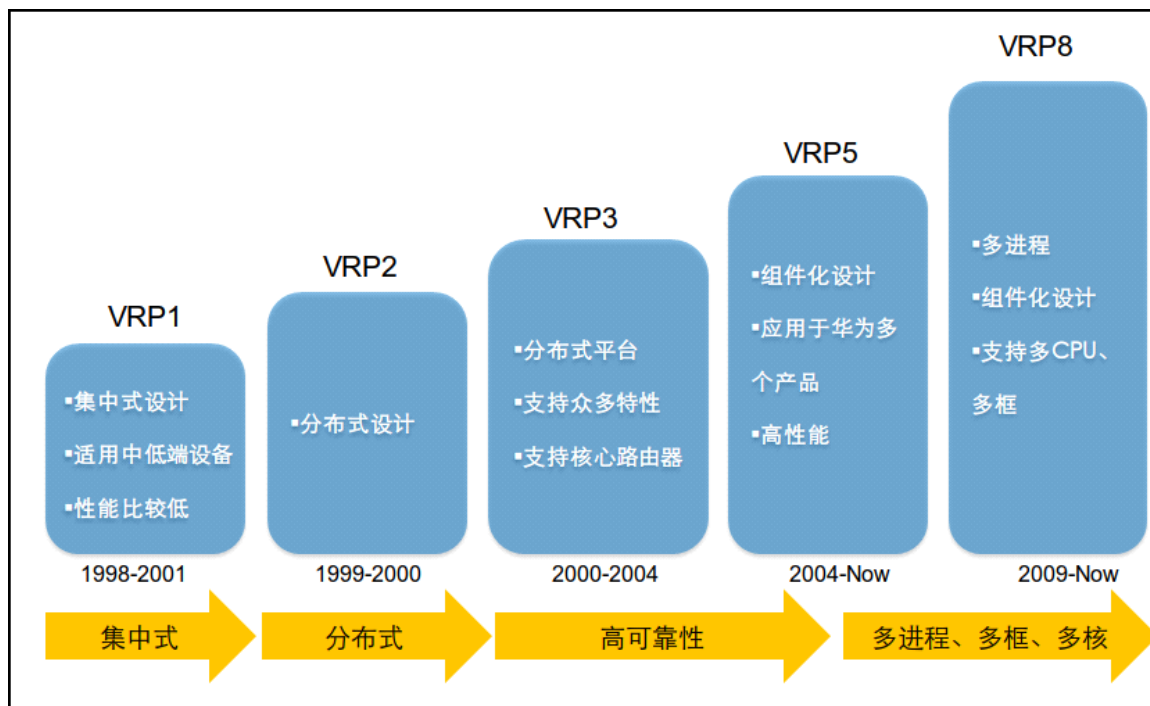 VRP1
▪集中式设计
▪适用中低端设备
▪性能比较低
1998-2001
VRP2
▪分布式设计
1999-2000
VRP3
▪分布式平台
▪支持众多特性
▪支持核心路由器
2000-2004
VRP5
▪组件化设计
▪应用于华为多
个产品
▪高性能
2004-Now
VRP8
▪多进程
▪组件化设计
▪支持多CPU、
多框
2009-Now
集中式
分布式
高可靠性
多进程、多框、多核